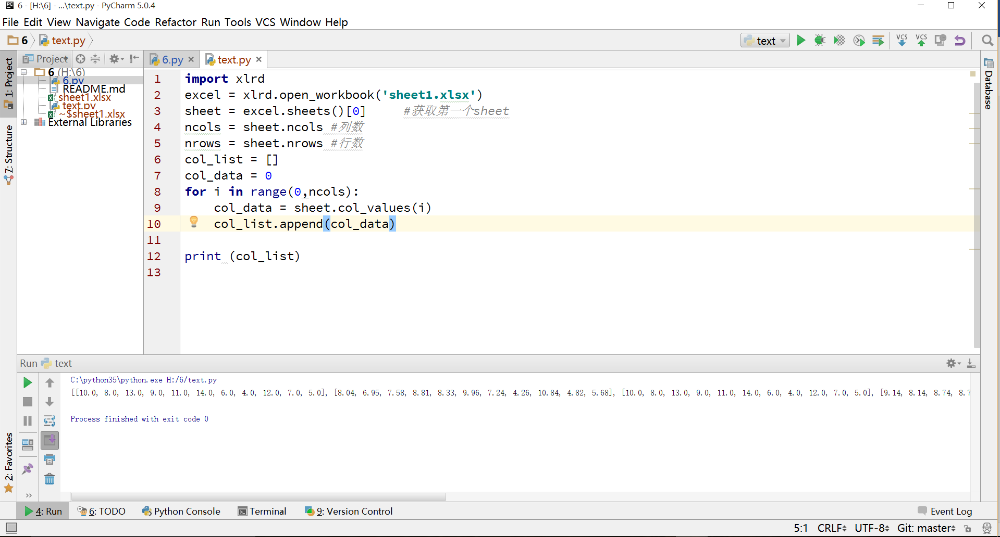 6 - [H:\6] - ...\text.py - PyCharm 5.0.4
File Edit View Navigate Code Refactor Run Tools VCS Window Help
6 text.py text VCS VCS
1: Project
Project 6.py text.py
6 (H:\6)
6.py
README.md
sheet1.xlsx
text.py
~$sheet1.xlsx
External Libraries
7: Structure
2: Favorites
Database
1 import xlrd
2 excel = xlrd.open_workbook('sheet1.xlsx')
3 sheet = excel.sheets()[0] #获取第一个sheet
4 ncols = sheet.ncols #列数
5 nrows = sheet.nrows #行数
6 col_list = []
7 col_data = 0
8 for i in range(0,ncols):
9 col_data = sheet.col_values(i)
10 col_list.append(col_data)
11
12 print (col_list)
13
Run text
C:\python35\python.exe H:/6/text.py
[[10.0, 8.0, 13.0, 9.0, 11.0, 14.0, 6.0, 4.0, 12.0, 7.0, 5.0], [8.04, 6.95, 7.58, 8.81, 8.33, 9.96, 7.24, 4.26, 10.84, 4.82, 5.68], [10.0, 8.0, 13.0, 9.0, 11.0, 14.0, 6.0, 4.0, 12.0, 7.0, 5.0], [9.14, 8.14, 8.74, 8.7
Process finished with exit code 0
4: Run 6: TODO Python Console Terminal 9: Version Control Event Log
5:1 CRLF UTF-8 Git: master